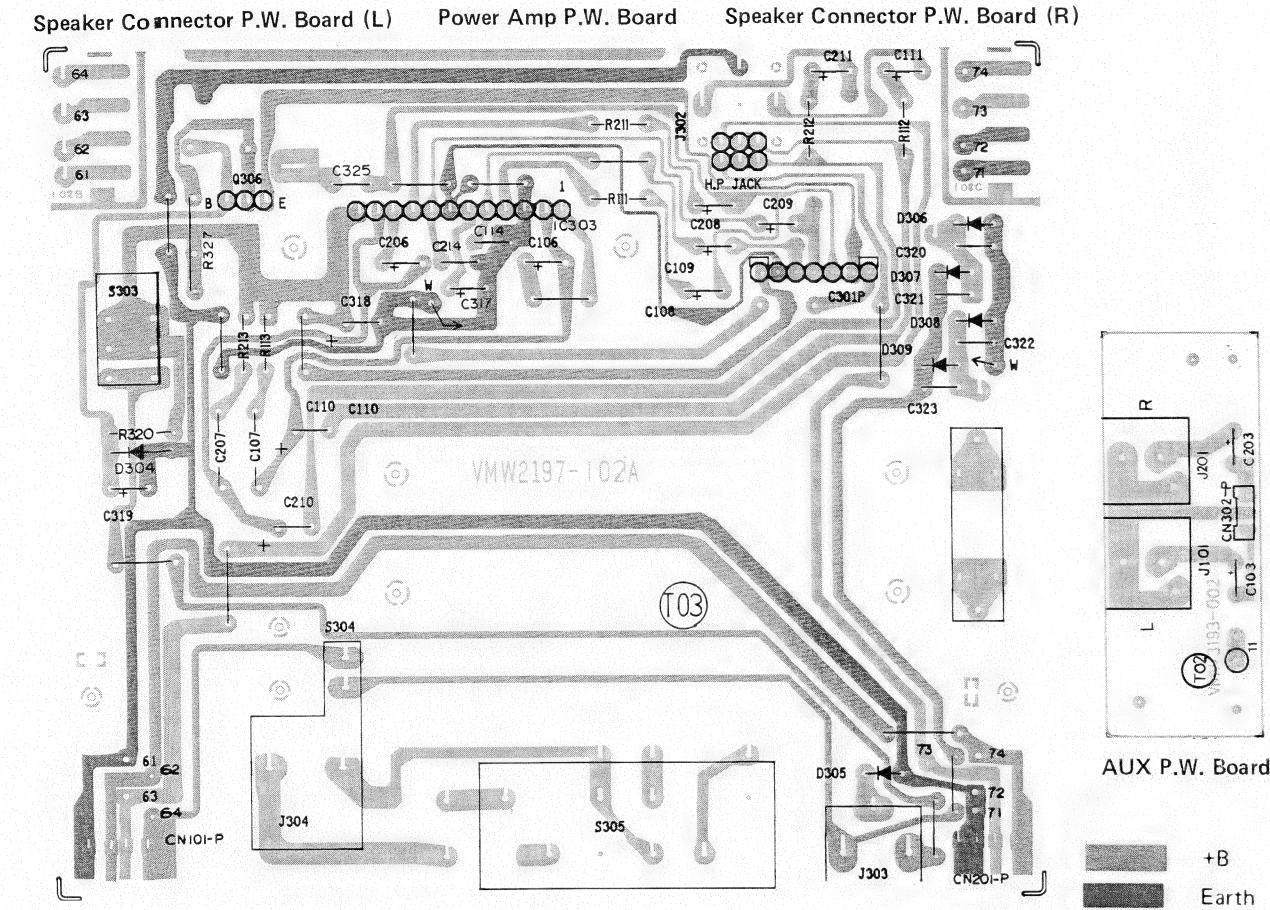 Speaker Connector P.W. Board (L)
Power Amp P.W. Board
Speaker Connector P.W. Board (R)
C211
C111
64
74
63
73
62
72
61
71
R211
J302
R212
R112
Q306
C325
B
E
1
R111
H.P JACK
IC303
C209
D306
R327
C206
C214
C114
C106
C208
C320
C109
D307
S303
C318
W
C317
C108
C301P
C321
D308
C322
R213
R113
+
D309
W
C110
C110
C323
R
R320
C207
C107
D304
+
VMW2197-T02A
J201
C203
C210
C319
CN302-P
+
J101
C103
T03
VMW3193-002
S304
L
T02
T1
61
62
63
64
CN101-P
73
74
D305
72
71
AUX P.W. Board
J304
S305
J303
CN201-P
+B
Earth